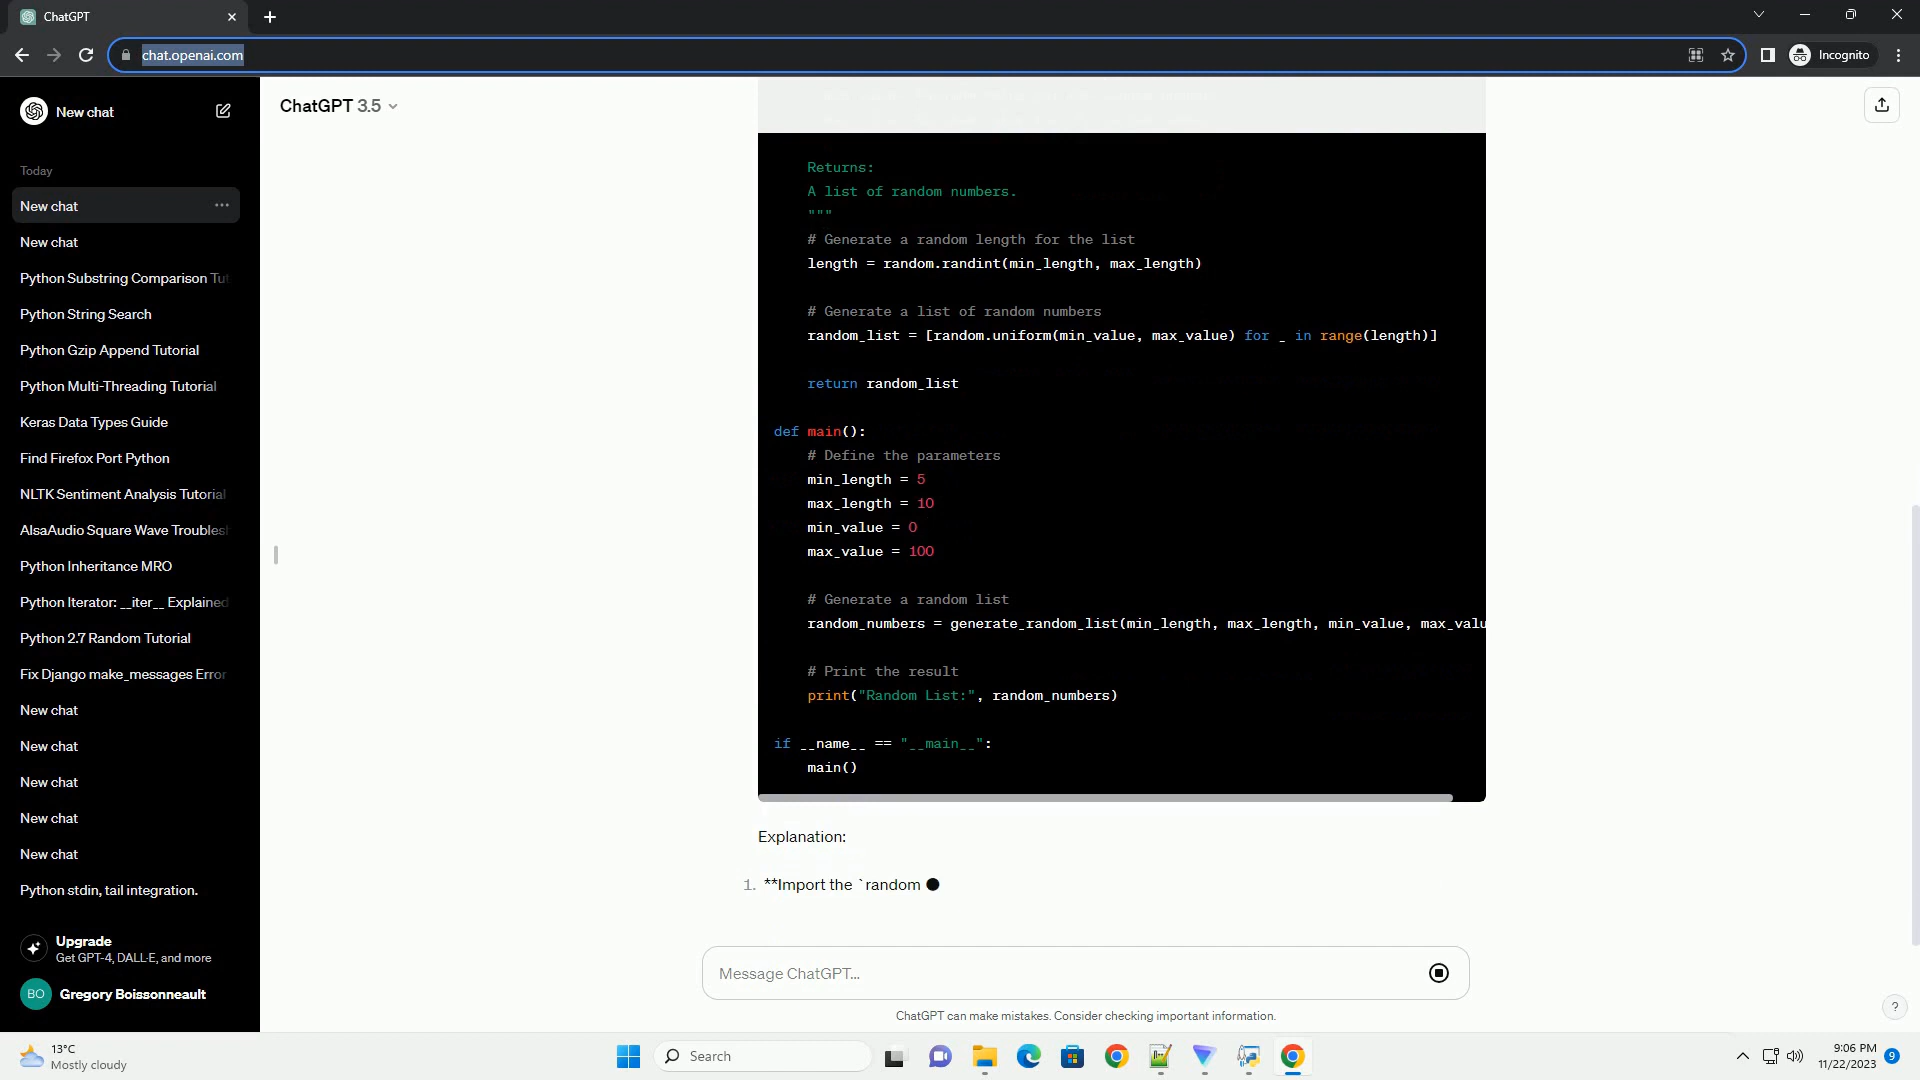 ChatGPT
chat.openai.com
Incognito
New chat
Today
New chat
New chat
Python Substring Comparison Tut
Python String Search
Python Gzip Append Tutorial
Python Multi-Threading Tutorial
Keras Data Types Guide
Find Firefox Port Python
NLTK Sentiment Analysis Tutorial
AlsaAudio Square Wave Troublesh
Python Inheritance MRO
Python Iterator: __iter__ Explained
Python 2.7 Random Tutorial
Fix Django make_messages Error
New chat
New chat
New chat
New chat
New chat
Python stdin, tail integration.
Upgrade
Get GPT-4, DALL·E, and more
BO
Gregory Boissonneault
ChatGPT 3.5
Returns:
A list of random numbers.
"""
# Generate a random length for the list
length = random.randint(min_length, max_length)
# Generate a list of random numbers
random_list = [random.uniform(min_value, max_value) for _ in range(length)]
return random_list
def main():
# Define the parameters
min_length = 5
max_length = 10
min_value = 0
max_value = 100
# Generate a random list
random_numbers = generate_random_list(min_length, max_length, min_value, max_valu
# Print the result
print("Random List:", random_numbers)
if __name__ == "__main__":
main()
Explanation:
1. **Import the `random
Message ChatGPT...
ChatGPT can make mistakes. Consider checking important information.
?
13°C
Mostly cloudy
Search
9:06 PM
11/22/2023
9